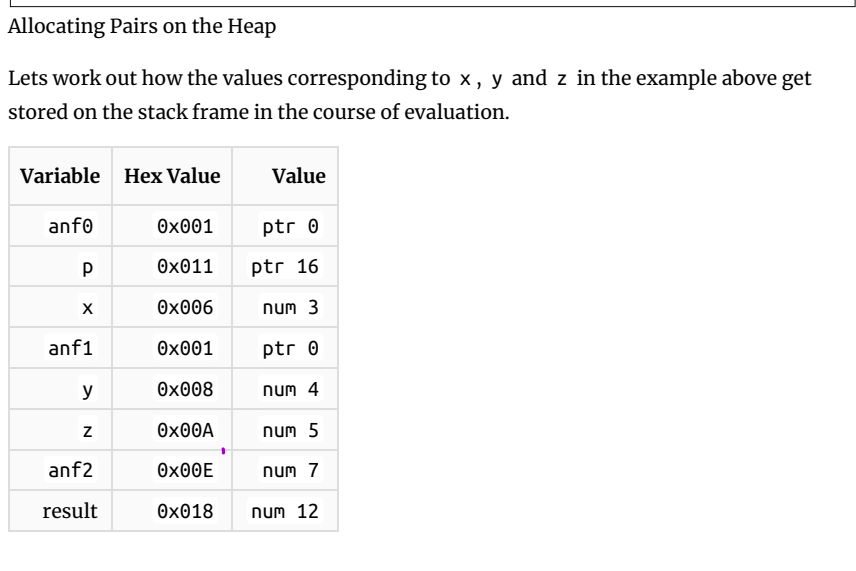 Allocating Pairs on the Heap
Lets work out how the values corresponding to x, y and z in the example above get
stored on the stack frame in the course of evaluation.
Variable Hex Value Value
anf0 0x001 ptr 0
p 0x011 ptr 16
x 0x006 num 3
anf1 0x001 ptr 0
y 0x008 num 4
z 0x00A num 5
anf2 0x00E num 7
result 0x018 num 12